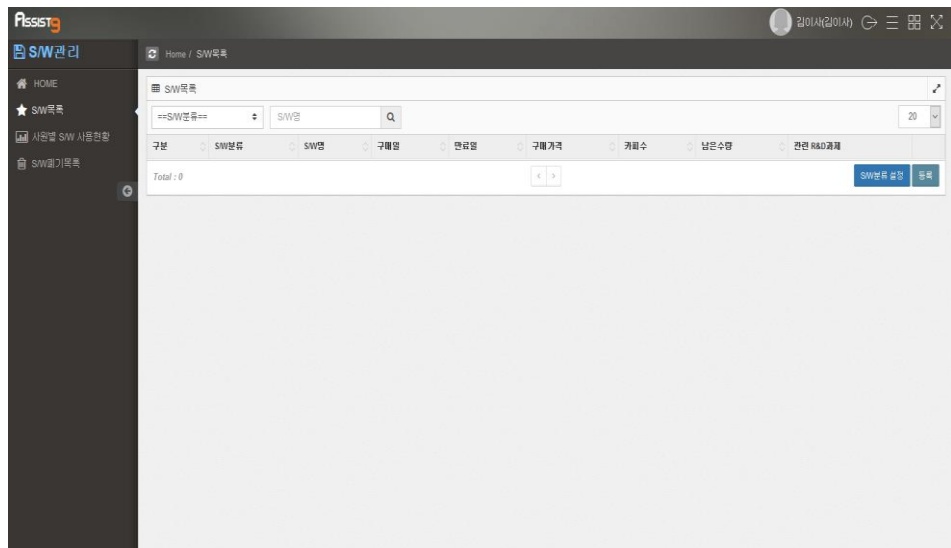 Assist9
김이사(김이사)
S/W관리
Home / S/W목록
HOME
S/W목록
사원별 S/W 사용현황
S/W폐기목록
S/W목록
==S/W분류== S/W명 20
구분 S/W분류 S/W명 구매일 만료일 구매가격 카피수 남은수량 관련 R&D과제
Total : 0 < > S/W분류 설정 등록